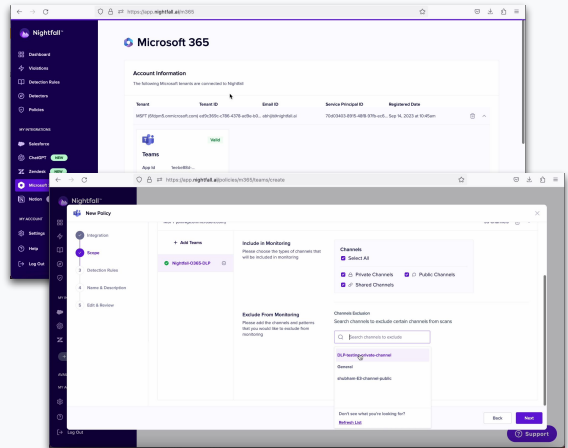 https://app.nightfall.ai/m365
Nightfall
Dashboard
Violations
Detection Rules
Detectors
Policies
MY INTEGRATIONS
Salesforce
ChatGPT NEW
Zendesk NEW
Microsoft
Notion
MY ACCOUNT
Settings
Help
Log Out
Microsoft 365
Account Information
The following Microsoft tenants are connected to Nightfall
Tenant Tenant ID Email ID Service Principal ID Registered Date
Sep 14, 2023 at 10:45am
Valid
Teams
App Id
https://app.nightfall.ai/policies/m365/teams/create
Nightfall
New Policy
Integration
Scope
3 Detection Rules
4 Name & Description
5 Edit & Review
+ Add Teams
Nightfall-O365-DLP
Include in Monitoring
Please choose the types of channels that
will be included in monitoring
Channels
Select All
Private Channels
Public Channels
Shared Channels
Exclude From Monitoring
Please add the channels and patterns
that you would like to exclude from
monitoring
Channels Exclusion
Search channels to exclude certain channels from scans
Search channels to exclude
DLP-testing-private-channel
General
shubham-E3-channel-public
Don't see what you're looking for?
Refresh List
Back
Next
Log Out
Support